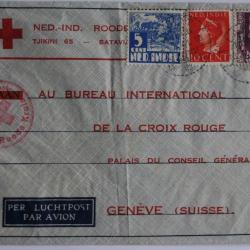 NED.-IND. ROODE
TJIKINI 65 — BATAVI
5
CENT
NED. INDIE
NED. INDIE
10 CENT
AU BUREAU INTERNATIONAL
DE LA CROIX ROUGE
PALAIS DU CONSEIL GÉNÉRA
PER LUCHTPOST
PAR AVION
GENÈVE (SUISSE).